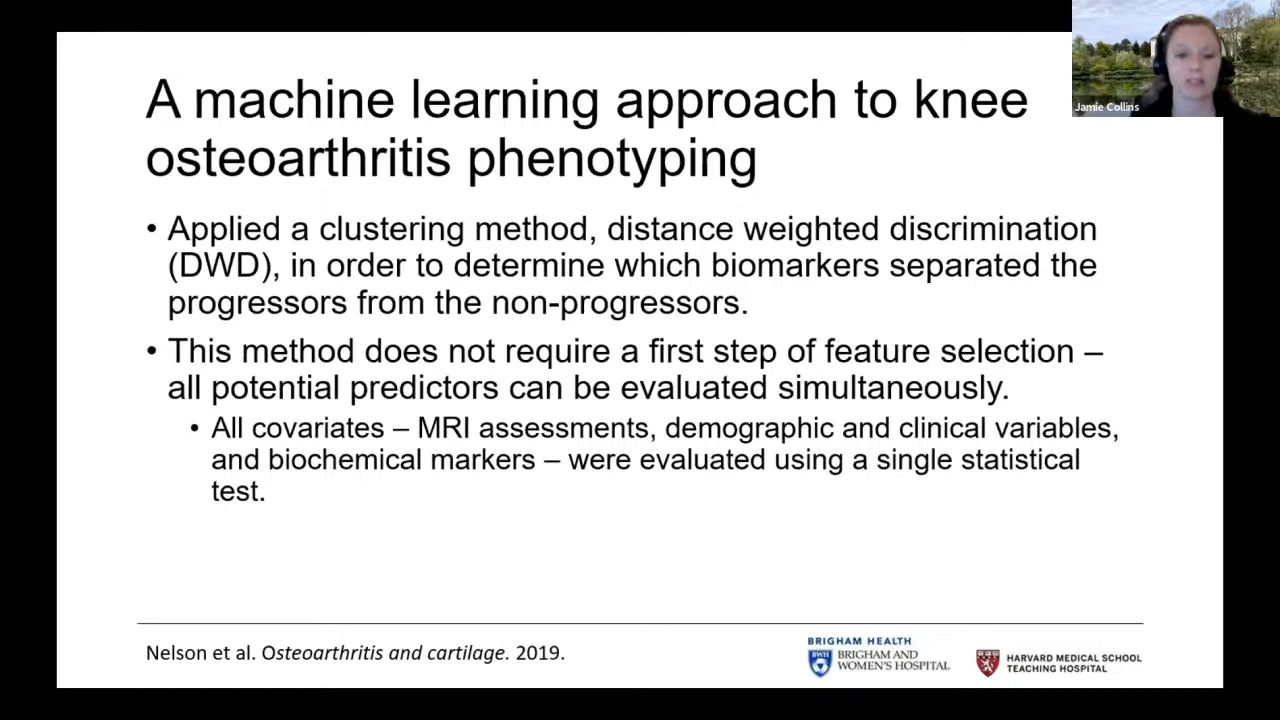 A machine learning approach to knee
osteoarthritis phenotyping
Jamie Collins
• Applied a clustering method, distance weighted discrimination
(DWD), in order to determine which biomarkers separated the
progressors from the non-progressors.
• This method does not require a first step of feature selection –
all potential predictors can be evaluated simultaneously.
• All covariates – MRI assessments, demographic and clinical variables,
and biochemical markers – were evaluated using a single statistical
test.
Nelson et al. Osteoarthritis and cartilage. 2019.
BRIGHAM HEALTH
BWH
BRIGHAM AND
WOMEN'S HOSPITAL
HARVARD MEDICAL SCHOOL
TEACHING HOSPITAL